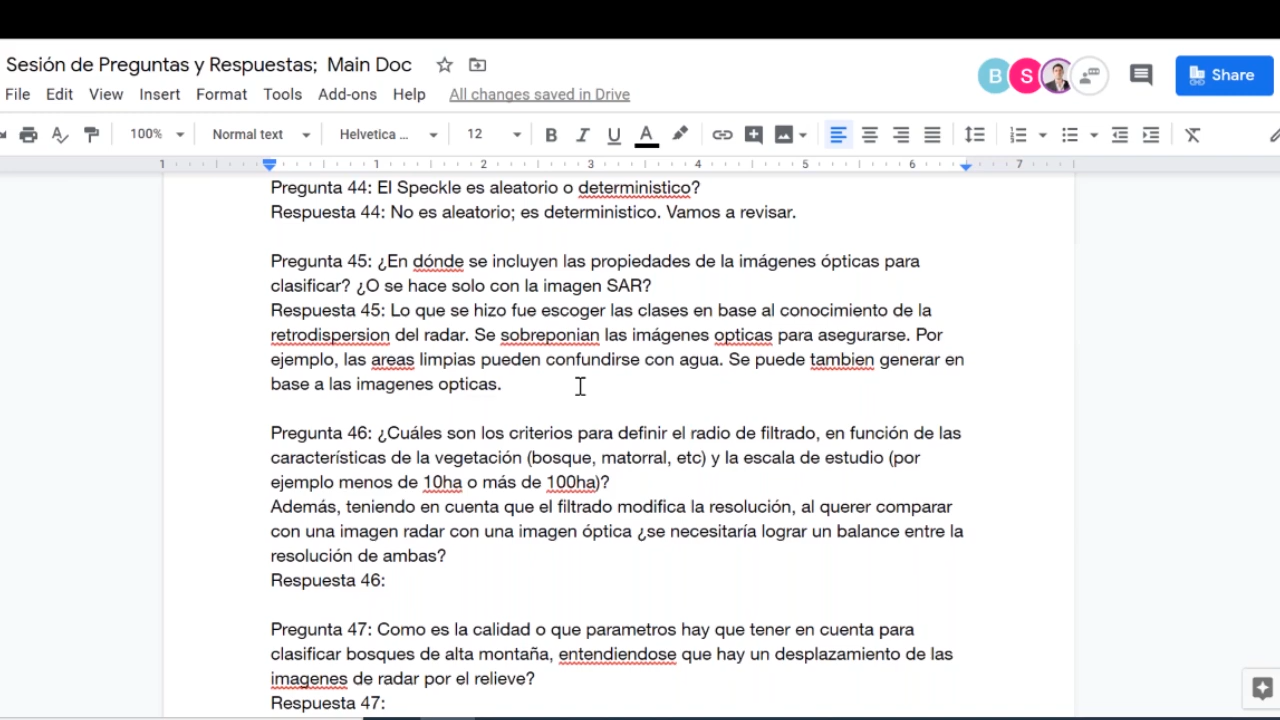 Sesión de Preguntas y Respuestas;  Main Doc
B S
Share
File Edit View Insert Format Tools Add-ons Help All changes saved in Drive
100% Normal text Helvetica ... 12 B I U A
1 1 2 3 4 5 6 7
Pregunta 44: El Speckle es aleatorio o deterministico?
Respuesta 44: No es aleatorio; es deterministico. Vamos a revisar.
Pregunta 45: ¿En dónde se incluyen las propiedades de la imágenes ópticas para
clasificar? ¿O se hace solo con la imagen SAR?
Respuesta 45: Lo que se hizo fue escoger las clases en base al conocimiento de la
retrodispersion del radar. Se sobreponian las imágenes opticas para asegurarse. Por
ejemplo, las areas limpias pueden confundirse con agua. Se puede tambien generar en
base a las imagenes opticas.
Pregunta 46: ¿Cuáles son los criterios para definir el radio de filtrado, en función de las
características de la vegetación (bosque, matorral, etc) y la escala de estudio (por
ejemplo menos de 10ha o más de 100ha)?
Además, teniendo en cuenta que el filtrado modifica la resolución, al querer comparar
con una imagen radar con una imagen óptica ¿se necesitaría lograr un balance entre la
resolución de ambas?
Respuesta 46:
Pregunta 47: Como es la calidad o que parametros hay que tener en cuenta para
clasificar bosques de alta montaña, entendiendose que hay un desplazamiento de las
imagenes de radar por el relieve?
Respuesta 47: